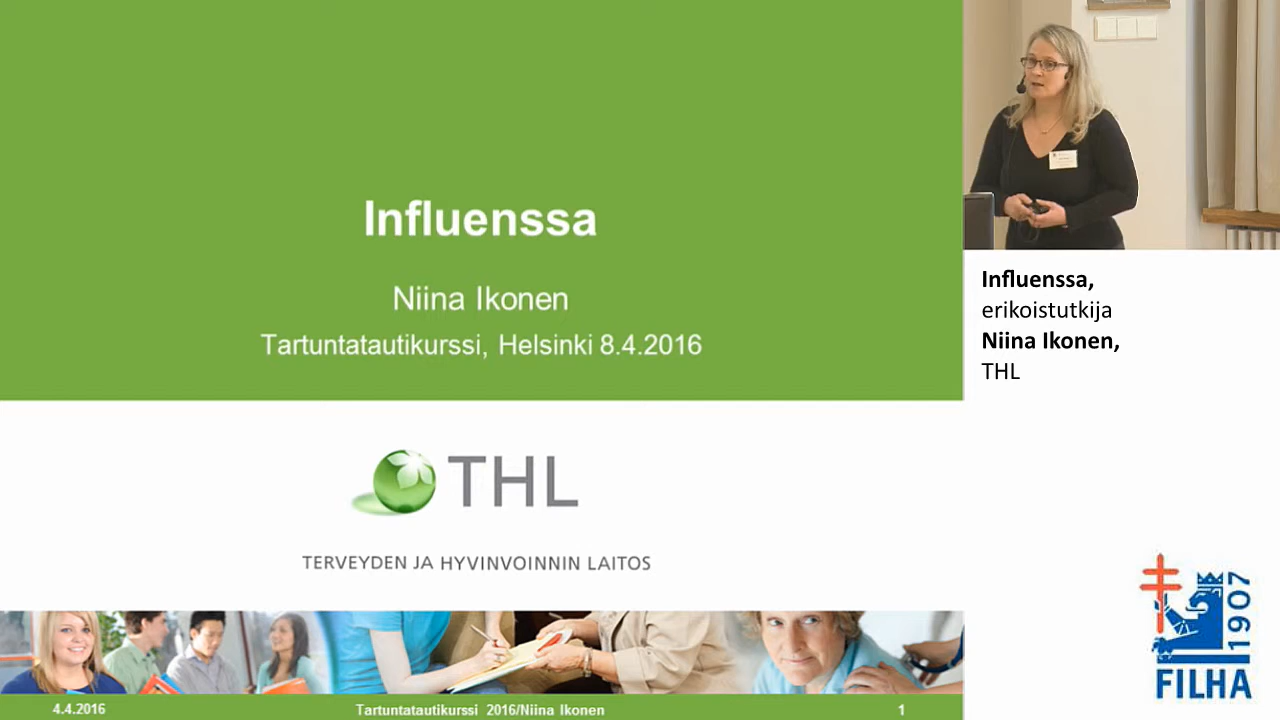 Influenssa
Niina Ikonen
Tartuntatautikurssi, Helsinki 8.4.2016
THL
TERVEYDEN JA HYVINVOINNIN LAITOS
4.4.2016
Tartuntatautikurssi 2016/Niina Ikonen
1
Influenssa,
erikoistutkija
Niina Ikonen,
THL
1907
FILHA